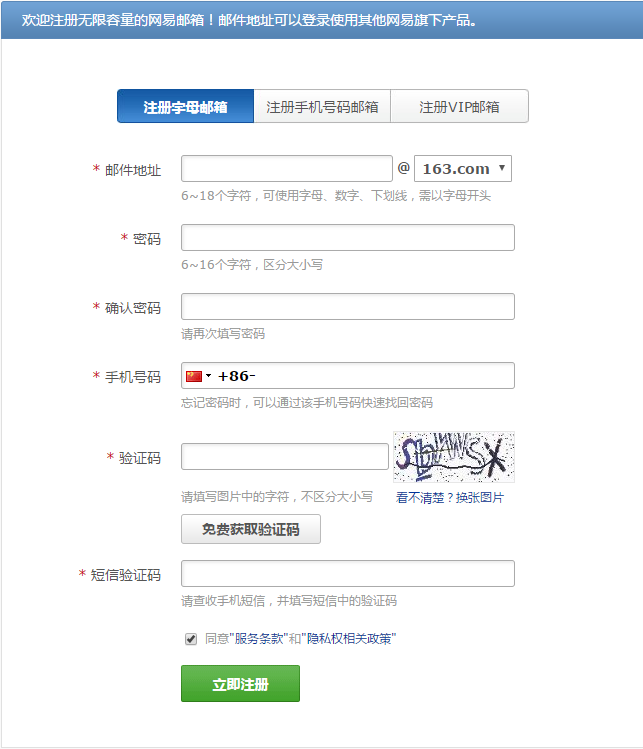 欢迎注册无限容量的网易邮箱！邮件地址可以登录使用其他网易旗下产品。
注册字母邮箱 注册手机号码邮箱 注册VIP邮箱
* 邮件地址 @ 163.com
6~18个字符，可使用字母、数字、下划线，需以字母开头
* 密码
6~16个字符，区分大小写
* 确认密码
请再次填写密码
* 手机号码 +86-
忘记密码时，可以通过该手机号码快速找回密码
* 验证码
请填写图片中的字符，不区分大小写 看不清楚？换张图片
免费获取验证码
* 短信验证码
请查收手机短信，并填写短信中的验证码
同意"服务条款"和"隐私权相关政策"
立即注册